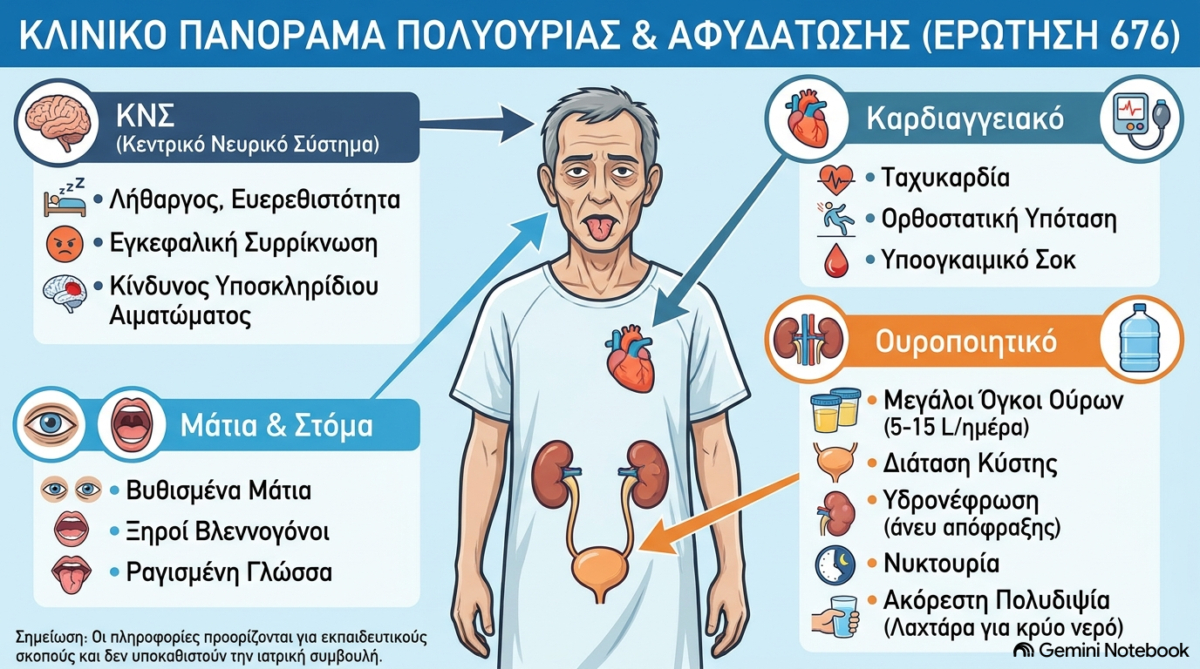 ΚΛΙΝΙΚΟ ΠΑΝΟΡΑΜΑ ΠΟΛΥΟΥΡΙΑΣ & ΑΦΥΔΑΤΩΣΗΣ (ΕΡΩΤΗΣΗ 676)
ΚΝΣ
(Κεντρικό Νευρικό Σύστημα)
zzZ
• Λήθαργος, Ευερεθιστότητα
• Εγκεφαλική Συρρίκνωση
• Κίνδυνος Υποσκληρίδιου
Αιματώματος
Μάτια & Στόμα
• Βυθισμένα Μάτια
• Ξηροί Βλεννογόνοι
• Ραγισμένη Γλώσσα
Καρδιαγγειακό
• Ταχυκαρδία
• Ορθοστατική Υπόταση
• Υποογκαιμικό Σοκ
Ουροποιητικό
• Μεγάλοι Όγκοι Ούρων
(5-15 L/ημέρα)
• Διάταση Κύστης
• Υδρονέφρωση
(άνευ απόφραξης)
• Νυκτουρία
• Ακόρεστη Πολυδιψία
(Λαχτάρα για κρύο νερό)
Σημείωση: Οι πληροφορίες προορίζονται για εκπαιδευτικούς
σκοπούς και δεν υποκαθιστούν την ιατρική συμβουλή.
Gemini Notebook